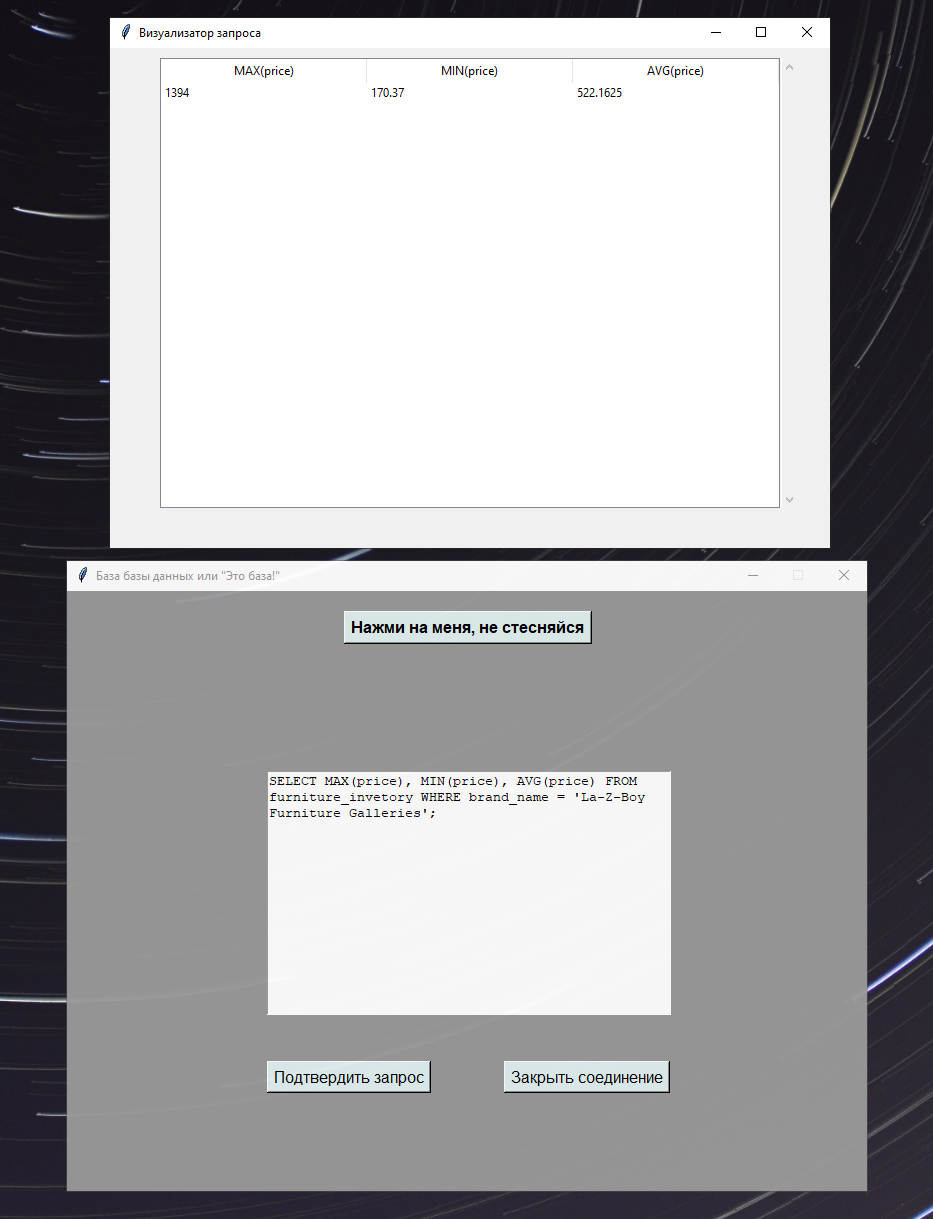 Визуализатор запроса
MAX(price) MIN(price) AVG(price)
1394 170.37 522.1625
База базы данных или "Это база!"
Нажми на меня, не стесняйся
SELECT MAX(price), MIN(price), AVG(price) FROM
furniture_invetory WHERE brand_name = 'La-Z-Boy
Furniture Galleries';
Подтвердить запрос Закрыть соединение